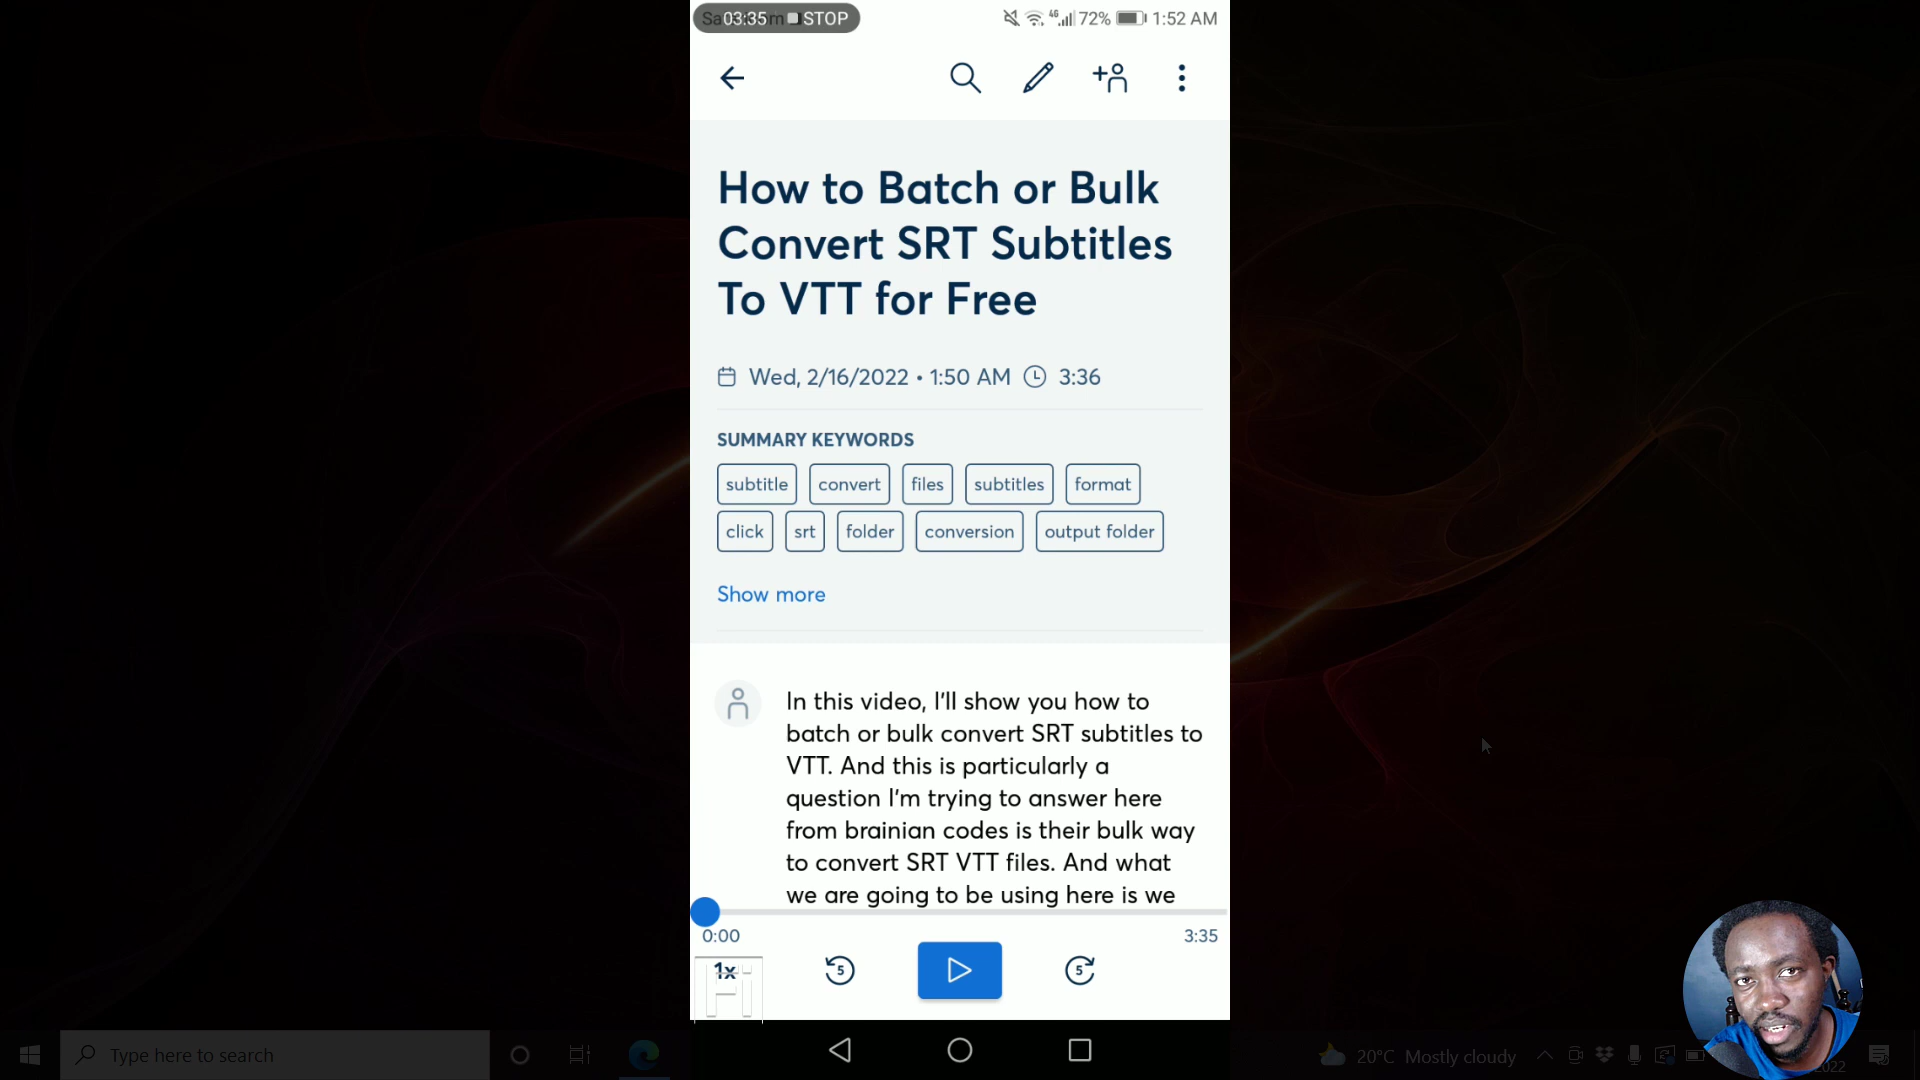 03:35 STOP
4G 72% 1:52 AM
How to Batch or Bulk
Convert SRT Subtitles
To VTT for Free
Wed, 2/16/2022 • 1:50 AM 3:36
SUMMARY KEYWORDS
subtitle convert files subtitles format
click srt folder conversion output folder
Show more
In this video, I'll show you how to
batch or bulk convert SRT subtitles to
VTT. And this is particularly a
question I'm trying to answer here
from brainian codes is their bulk way
to convert SRT VTT files. And what
we are going to be using here is we
0:00 3:35
1x 5 5
Type here to search
20°C Mostly cloudy
2022